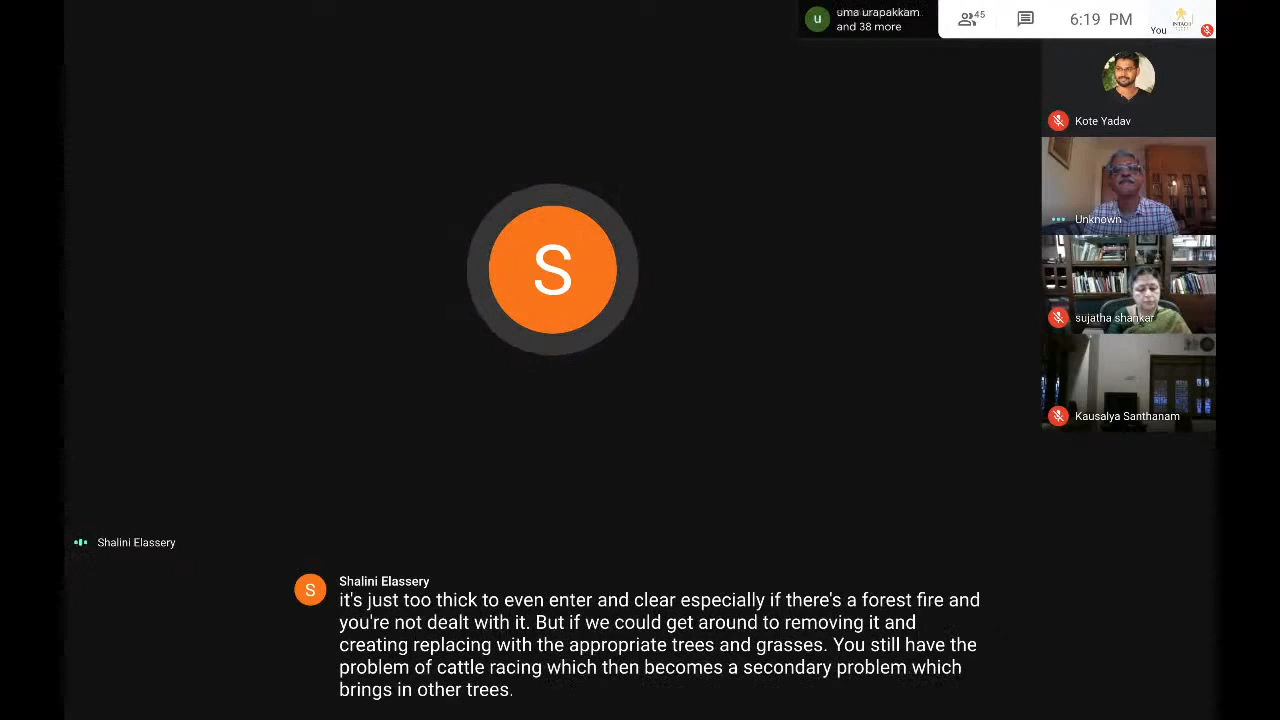 u
uma urapakkam
and 38 more
45
6:19 PM
You
INTACH
Kote Yadav
Unknown
sujatha shankar
Kausalya Santhanam
S
Shalini Elassery
S
Shalini Elassery
it's just too thick to even enter and clear especially if there's a forest fire and
you're not dealt with it. But if we could get around to removing it and
creating replacing with the appropriate trees and grasses. You still have the
problem of cattle racing which then becomes a secondary problem which
brings in other trees.